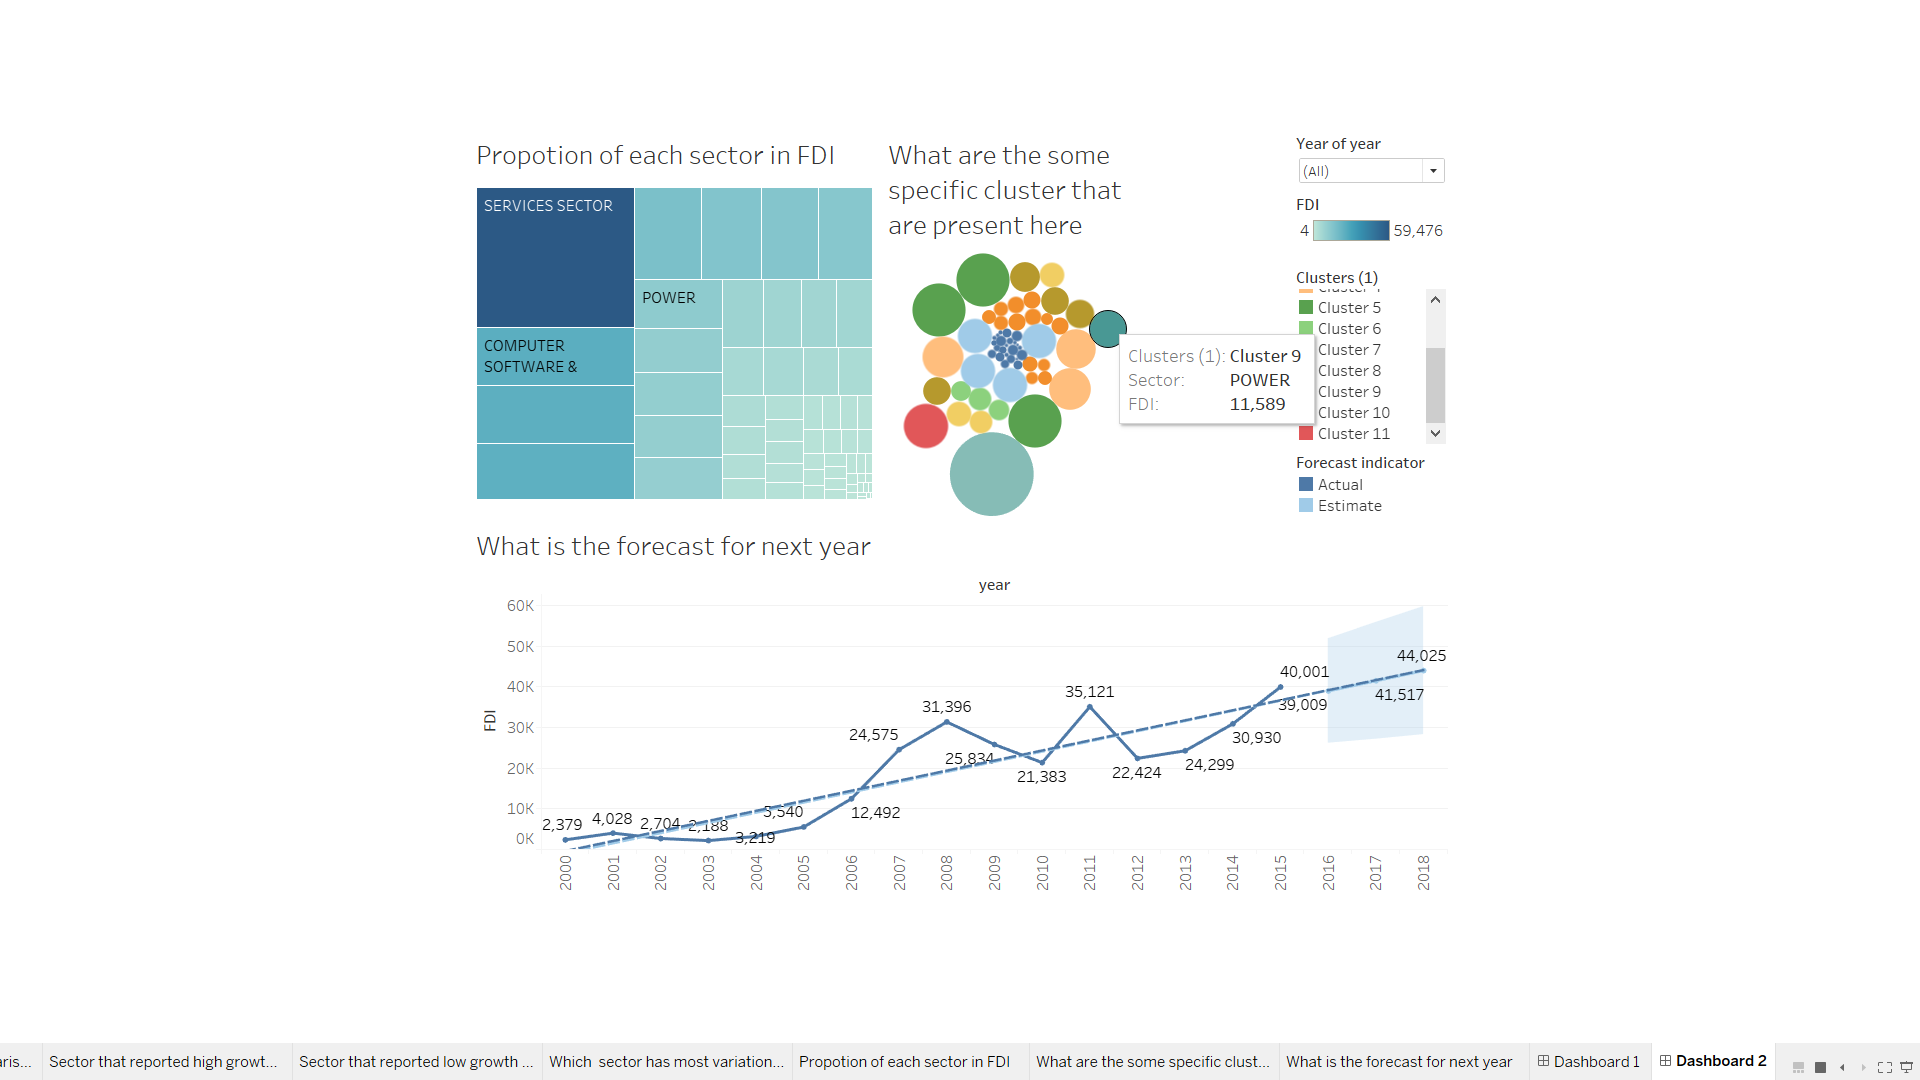 Propotion of each sector in FDI
SERVICES SECTOR
COMPUTER
SOFTWARE &
POWER
What are the some
specific cluster that
are present here
Clusters (1): Cluster 9
Sector: POWER
FDI: 11,589
Year of year
(All)
FDI
4 59,476
Clusters (1)
Cluster 5
Cluster 6
Cluster 7
Cluster 8
Cluster 9
Cluster 10
Cluster 11
Forecast indicator
Actual
Estimate
What is the forecast for next year
year
FDI
60K
50K
40K
30K
20K
10K
0K
2,379
4,028
2,704
2,188
3,219
5,540
12,492
24,575
31,396
25,834
21,383
35,121
22,424
24,299
30,930
40,001
39,009
41,517
44,025
2000
2001
2002
2003
2004
2005
2006
2007
2008
2009
2010
2011
2012
2013
2014
2015
2016
2017
2018
aris...
Sector that reported high growt...
Sector that reported low growth ...
Which sector has most variation...
Propotion of each sector in FDI
What are the some specific clust...
What is the forecast for next year
Dashboard 1
Dashboard 2